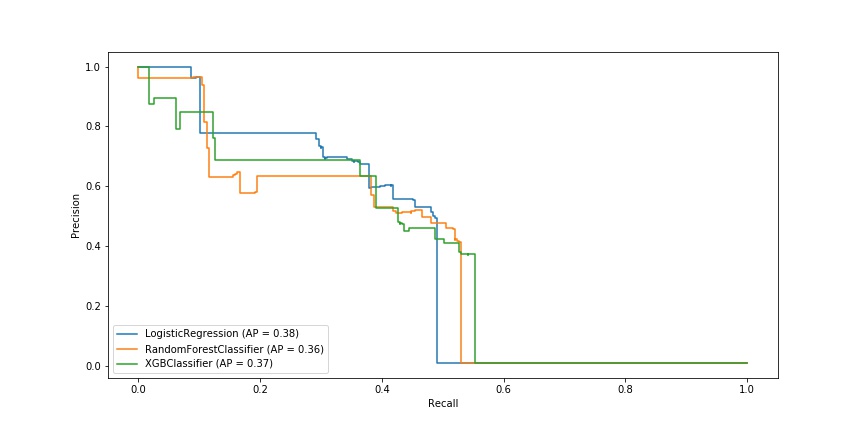 1.0
0.8
0.6
0.4
0.2
0.0
Precision
LogisticRegression (AP = 0.38)
RandomForestClassifier (AP = 0.36)
XGBClassifier (AP = 0.37)
0.0 0.2 0.4 0.6 0.8 1.0
Recall